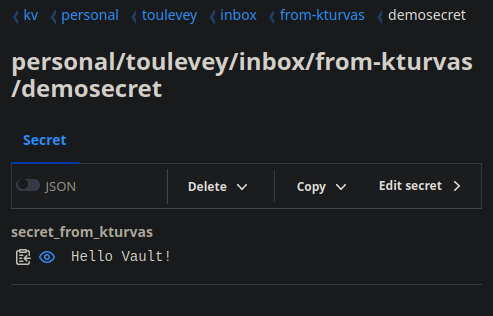 kv personal toulevey inbox from-kturvas demosecret
personal/toulevey/inbox/from-kturvas
/demosecret
Secret
JSON Delete Copy Edit secret
secret_from_kturvas
Hello Vault!